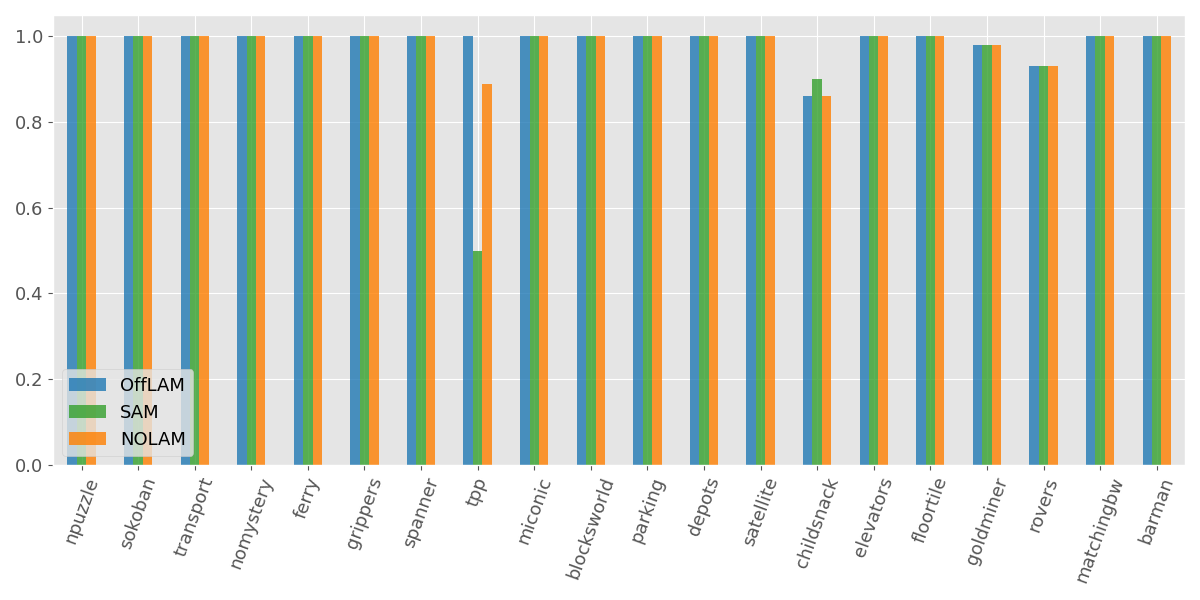 1.0
0.8
0.6
0.4
0.2
0.0
OffLAM
SAM
NOLAM
npuzzle
sokoban
transport
nomystery
ferry
grippers
spanner
tpp
miconic
blocksworld
parking
depots
satellite
childsnack
elevators
floortile
goldminer
rovers
matchingbw
barman